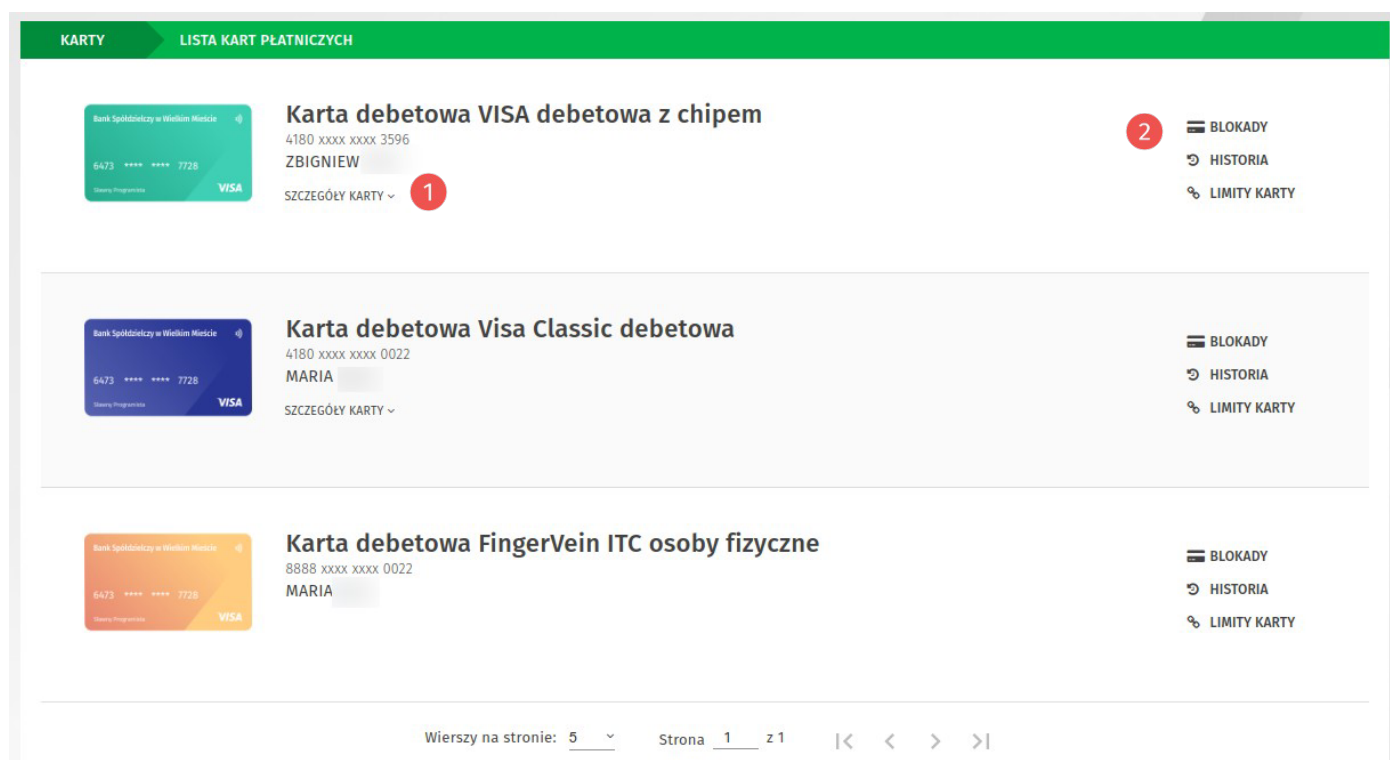 KARTY LISTA KART PŁATNICZYCH
Bank Spółdzielczy w Wielkim Mieście
6473 **** **** 7728
Sławny Programista VISA
Karta debetowa VISA debetowa z chipem
4180 xxxx xxxx 3596
ZBIGNIEW
SZCZEGÓŁY KARTY 1
2 BLOKADY
HISTORIA
LIMITY KARTY
Bank Spółdzielczy w Wielkim Mieście
6473 **** **** 7728
Sławny Programista VISA
Karta debetowa Visa Classic debetowa
4180 xxxx xxxx 0022
MARIA
SZCZEGÓŁY KARTY
BLOKADY
HISTORIA
LIMITY KARTY
Bank Spółdzielczy w Wielkim Mieście
6473 **** **** 7728
Sławny Programista VISA
Karta debetowa FingerVein ITC osoby fizyczne
8888 xxxx xxxx 0022
MARIA
BLOKADY
HISTORIA
LIMITY KARTY
Wierszy na stronie: 5 Strona 1 z 1